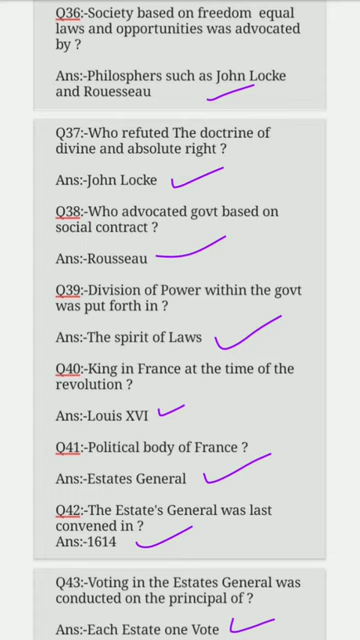 Q36:-Society based on freedom equal
laws and opportunities was advocated
by ?
Ans:-Philosphers such as John Locke
and Rouesseau
Q37:-Who refuted The doctrine of
divine and absolute right ?
Ans:-John Locke
Q38:-Who advocated govt based on
social contract ?
Ans:-Rousseau
Q39:-Division of Power within the govt
was put forth in ?
Ans:-The spirit of Laws
Q40:-King in France at the time of the
revolution ?
Ans:-Louis XVI
Q41:-Political body of France ?
Ans:-Estates General
Q42:-The Estate's General was last
convened in ?
Ans:-1614
Q43:-Voting in the Estates General was
conducted on the principal of ?
Ans:-Each Estate one Vote